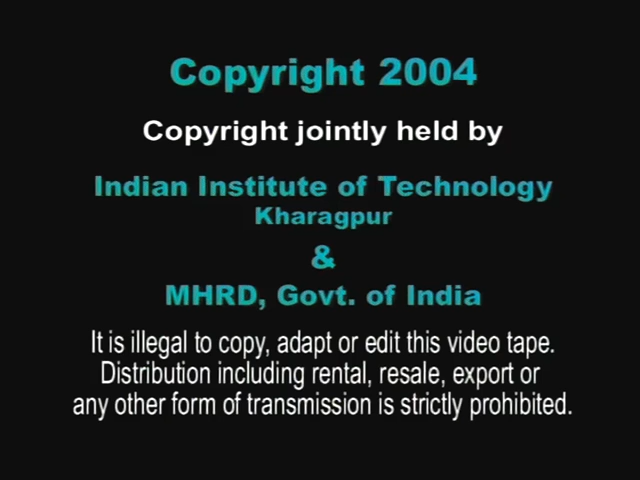 Copyright 2004
Copyright jointly held by
Indian Institute of Technology
Kharagpur
&
MHRD, Govt. of India
It is illegal to copy, adapt or edit this video tape.
Distribution including rental, resale, export or
any other form of transmission is strictly prohibited.